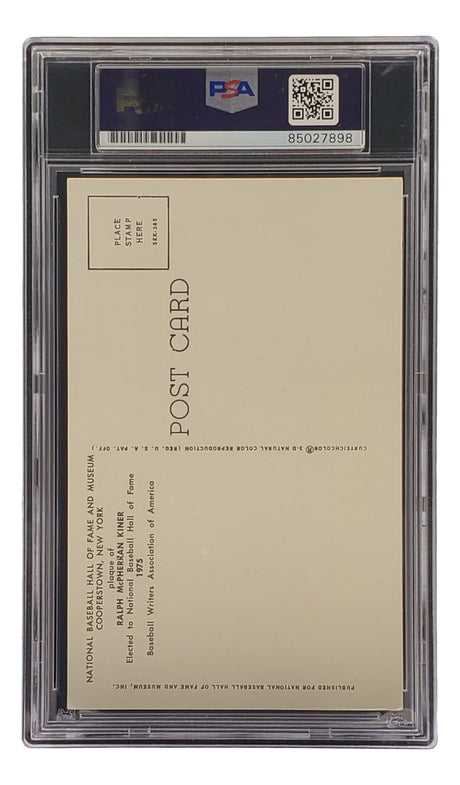 PSA
85027898
PLACE
STAMP
HERE
SEK-385
POST CARD
CURTEICHCOLOR® 3-D NATURAL COLOR REPRODUCTION (REG. U. S. A. PAT. OFF.)
NATIONAL BASEBALL HALL OF FAME AND MUSEUM
COOPERSTOWN, NEW YORK
plaque of
RALPH McPHERRAN KINER
Elected to National Baseball Hall of Fame
1975
Baseball Writers Association of America
PUBLISHED FOR NATIONAL BASEBALL HALL OF FAME AND MUSEUM, INC.